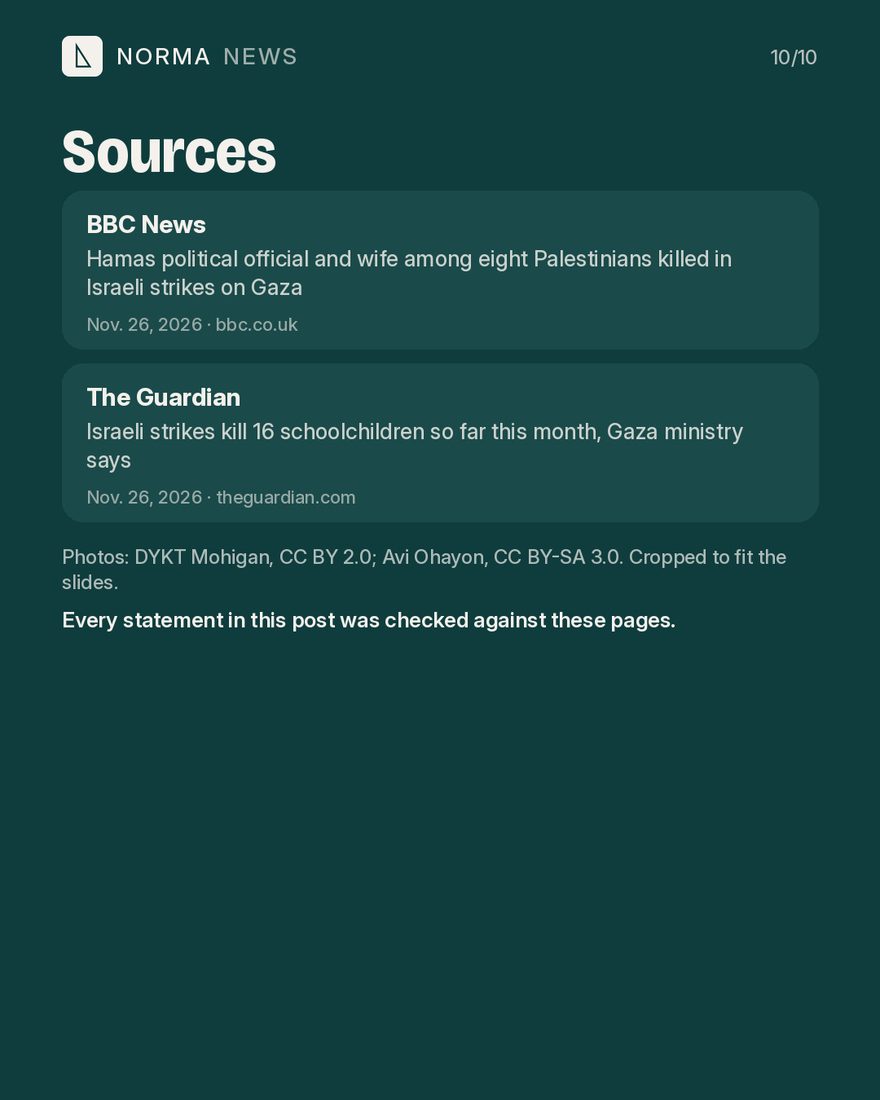 NORMA NEWS
10/10
Sources
BBC News
Hamas political official and wife among eight Palestinians killed in
Israeli strikes on Gaza
Nov. 26, 2026 · bbc.co.uk
The Guardian
Israeli strikes kill 16 schoolchildren so far this month, Gaza ministry
says
Nov. 26, 2026 · theguardian.com
Photos: DYKT Mohigan, CC BY 2.0; Avi Ohayon, CC BY-SA 3.0. Cropped to fit the
slides.
Every statement in this post was checked against these pages.